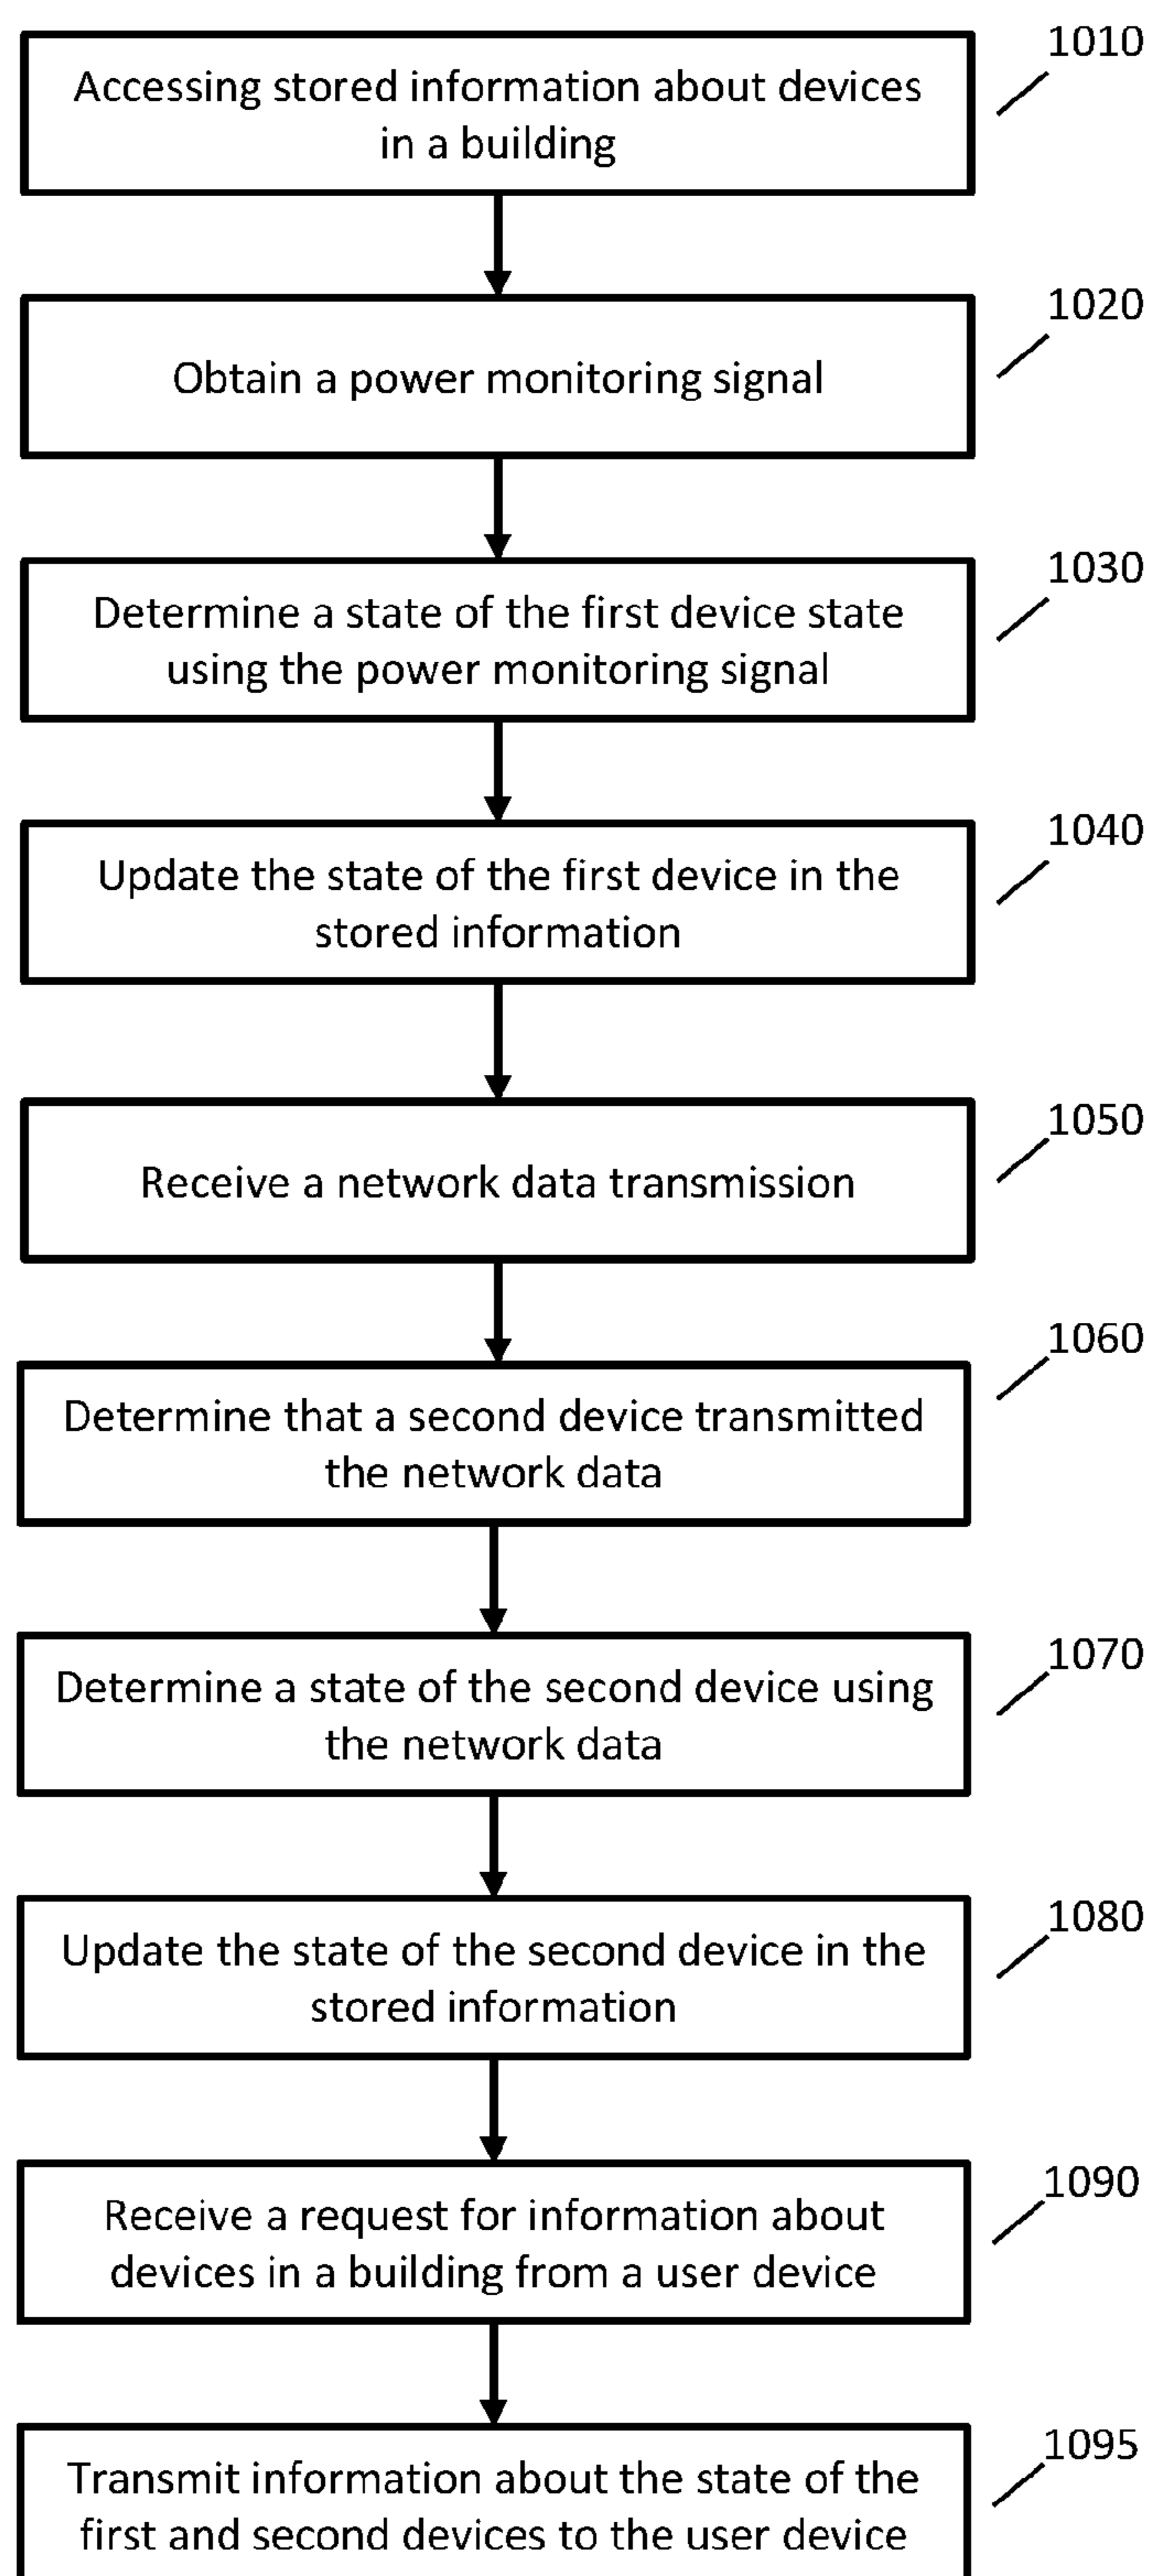 1010
Accessing stored information about devices
in a building
1020
Obtain a power monitoring signal
1030
Determine a state of the first device state
using the power monitoring signal
1040
Update the state of the first device in the
stored information
1050
Receive a network data transmission
1060
Determine that a second device transmitted
the network data
1070
Determine a state of the second device using
the network data
1080
Update the state of the second device in the
stored information
1090
Receive a request for information about
devices in a building from a user device
1095
Transmit information about the state of the
first and second devices to the user device